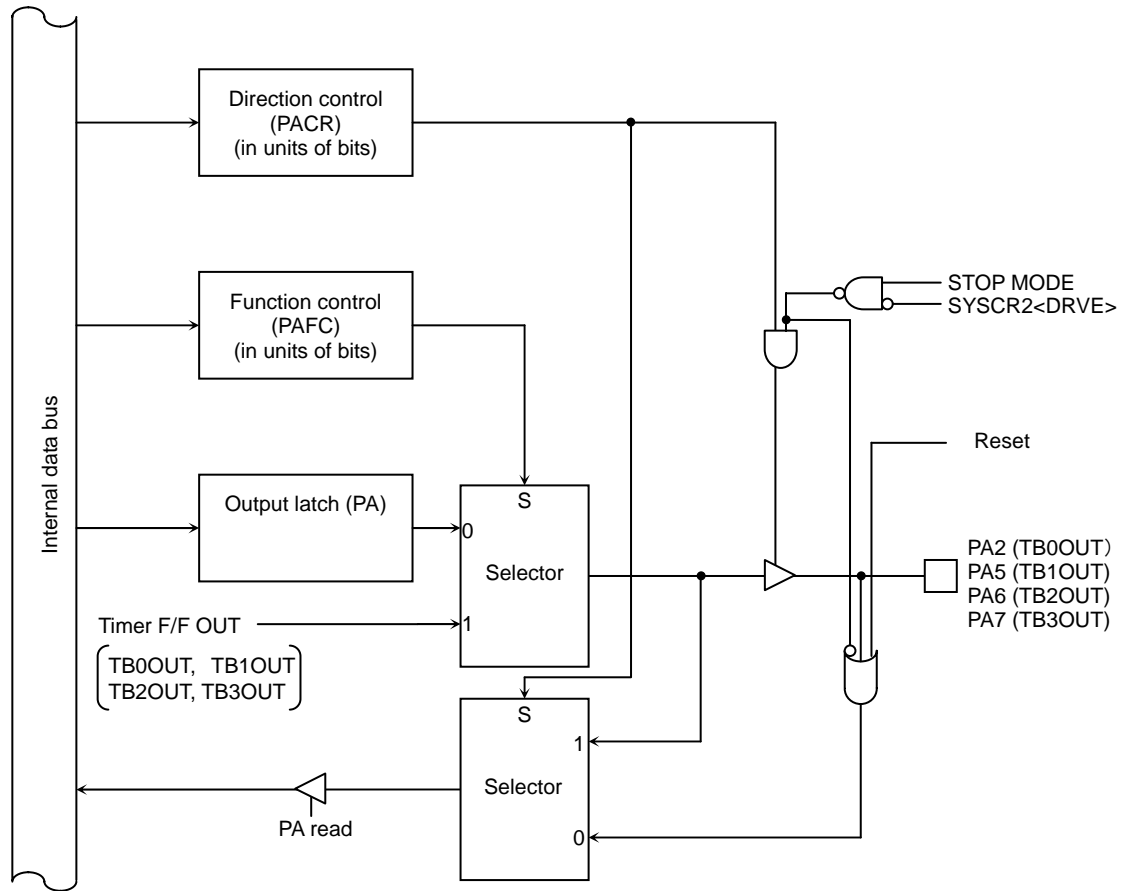 Internal data bus
Direction control
(PACR)
(in units of bits)
Function control
(PAFC)
(in units of bits)
STOP MODE
SYSCR2<DRVE>
Reset
Output latch (PA)
S
0
Selector
1
Timer F/F OUT
TB0OUT, TB1OUT
TB2OUT, TB3OUT
PA2 (TB0OUT)
PA5 (TB1OUT)
PA6 (TB2OUT)
PA7 (TB3OUT)
S
1
Selector
0
PA read